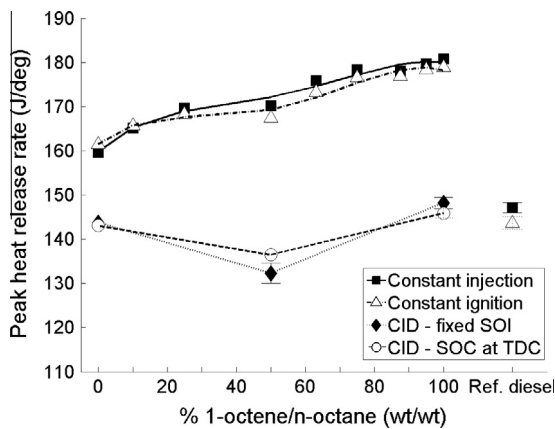 190
180
170
160
150
140
130
120
110
Peak heat release rate (J/deg)
Constant injection
Constant ignition
CID - fixed SOI
CID - SOC at TDC
0 20 40 60 80 100 Ref. diesel
% 1-octene/n-octane (wt/wt)